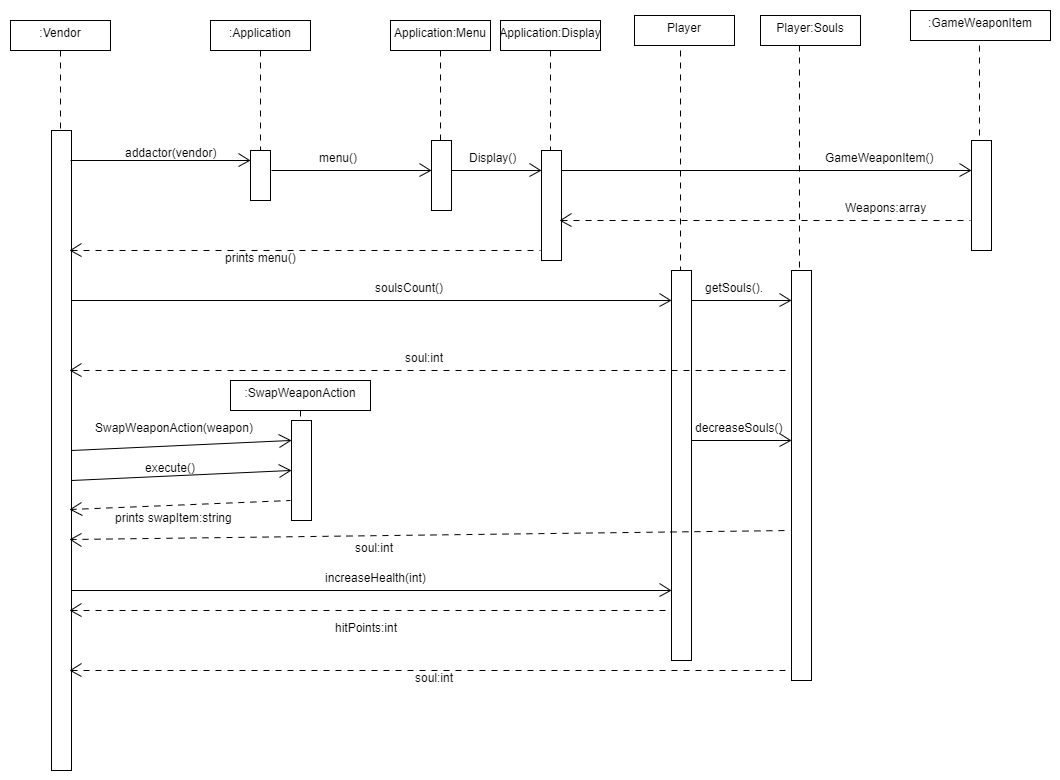 :Vendor
:Application
Application:Menu
Application:Display
Player
Player:Souls
:GameWeaponItem
addactor(vendor)
menu()
Display()
GameWeaponItem()
Weapons:array
prints menu()
soulsCount()
getSouls().
soul:int
:SwapWeaponAction
SwapWeaponAction(weapon)
decreaseSouls()
execute()
prints swapItem:string
soul:int
increaseHealth(int)
hitPoints:int
soul:int